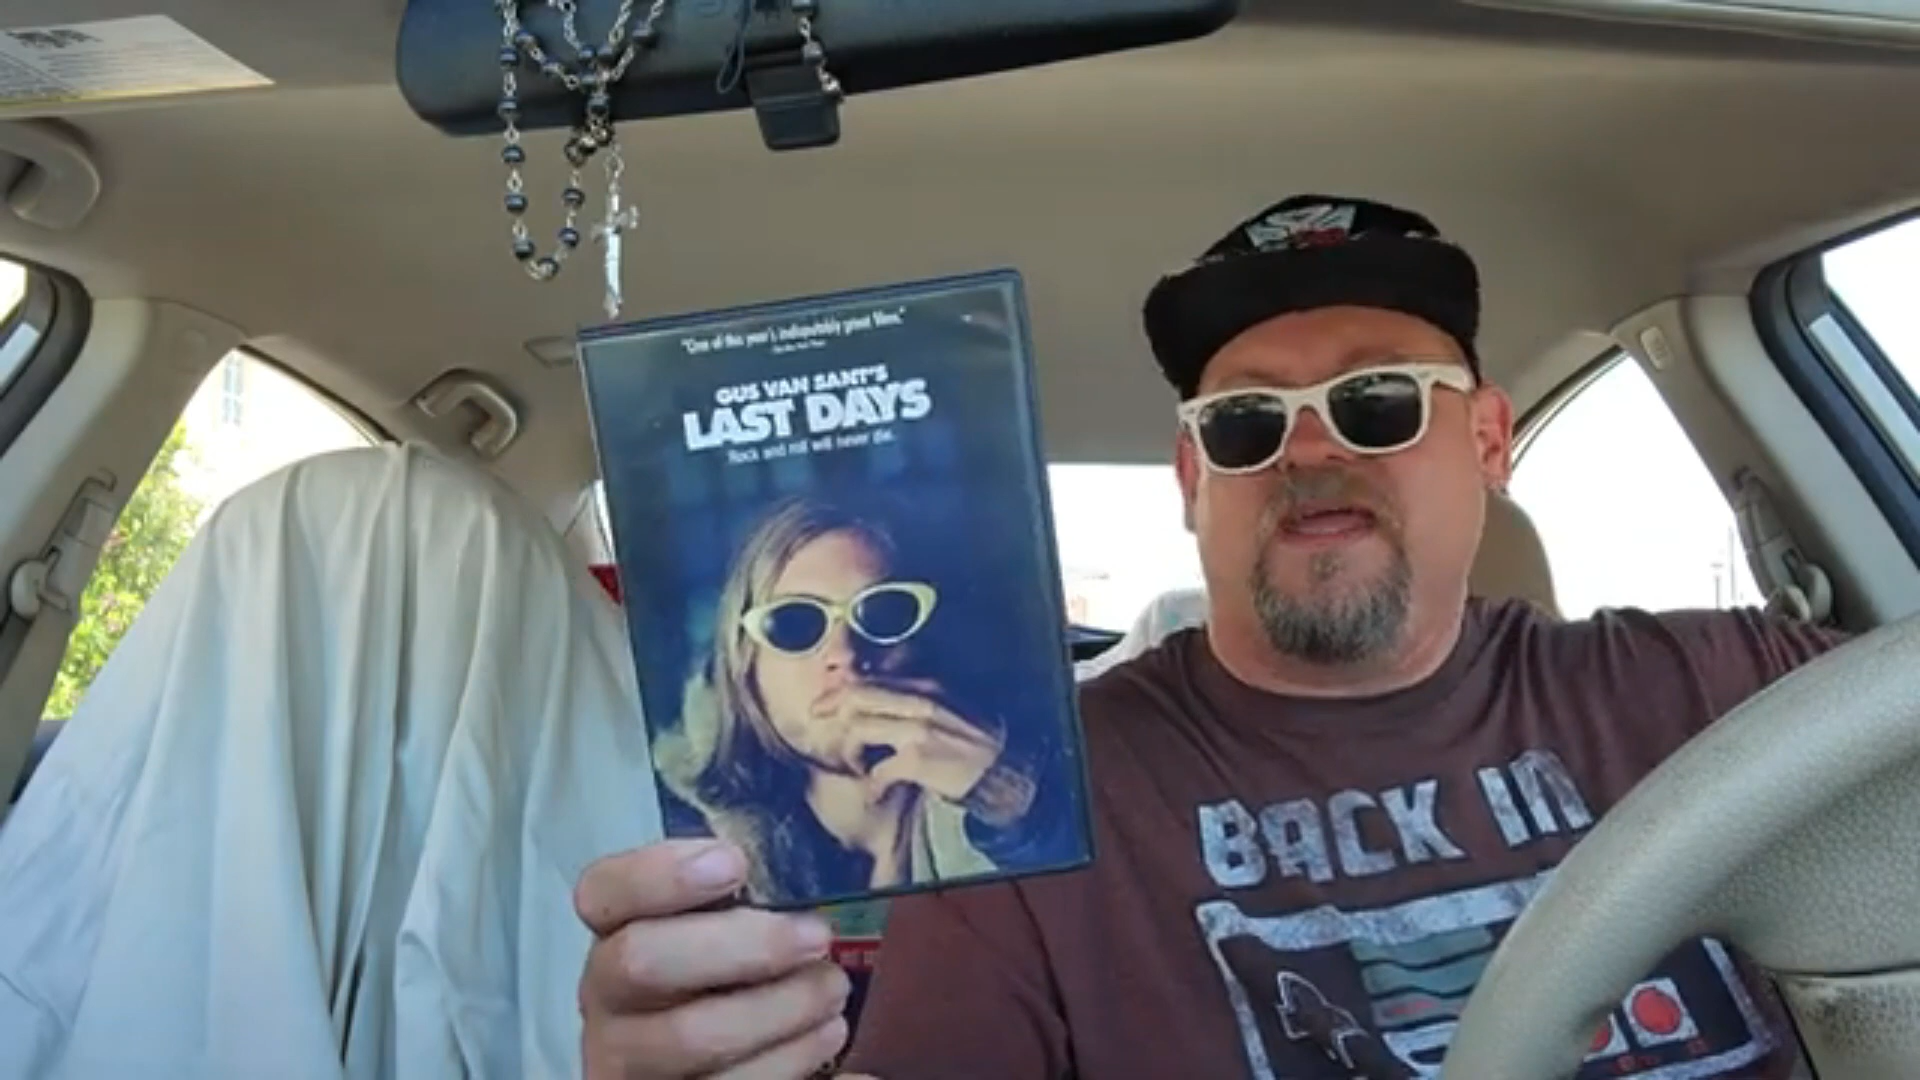 "One of this year's indisputably great films."
GUS VAN SANT'S
LAST DAYS
Rock and roll will never die.
BACK IN